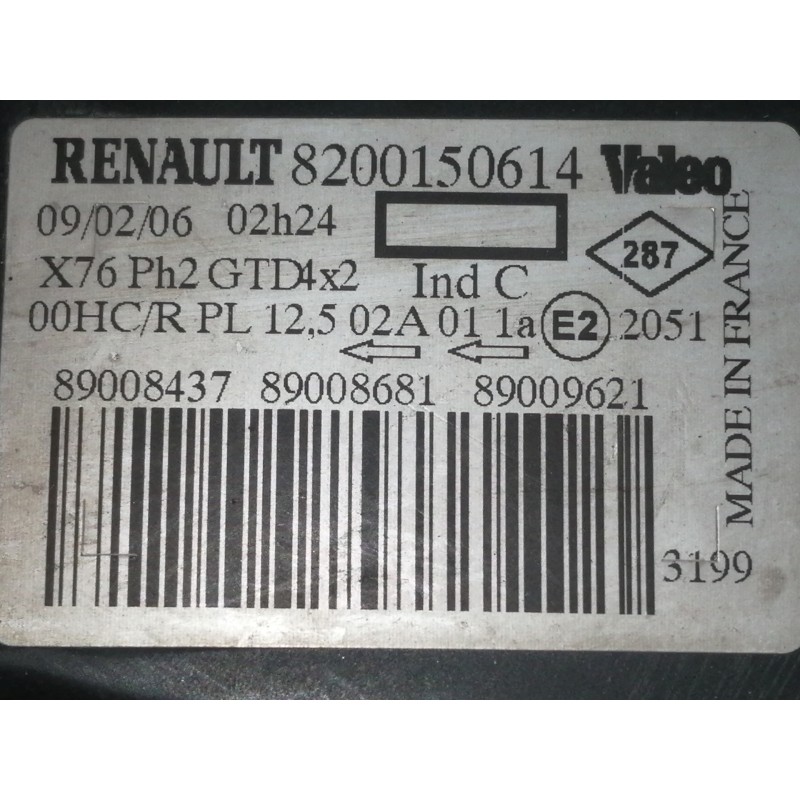 RENAULT 8200150614 Valeo
09/02/06 02h24
287
X76 Ph2 GTD4x2 Ind C
00HC/R PL 12,5 02A 01 1a E2 2051
89008437 89008681 89009621
3199
MADE IN FRANCE